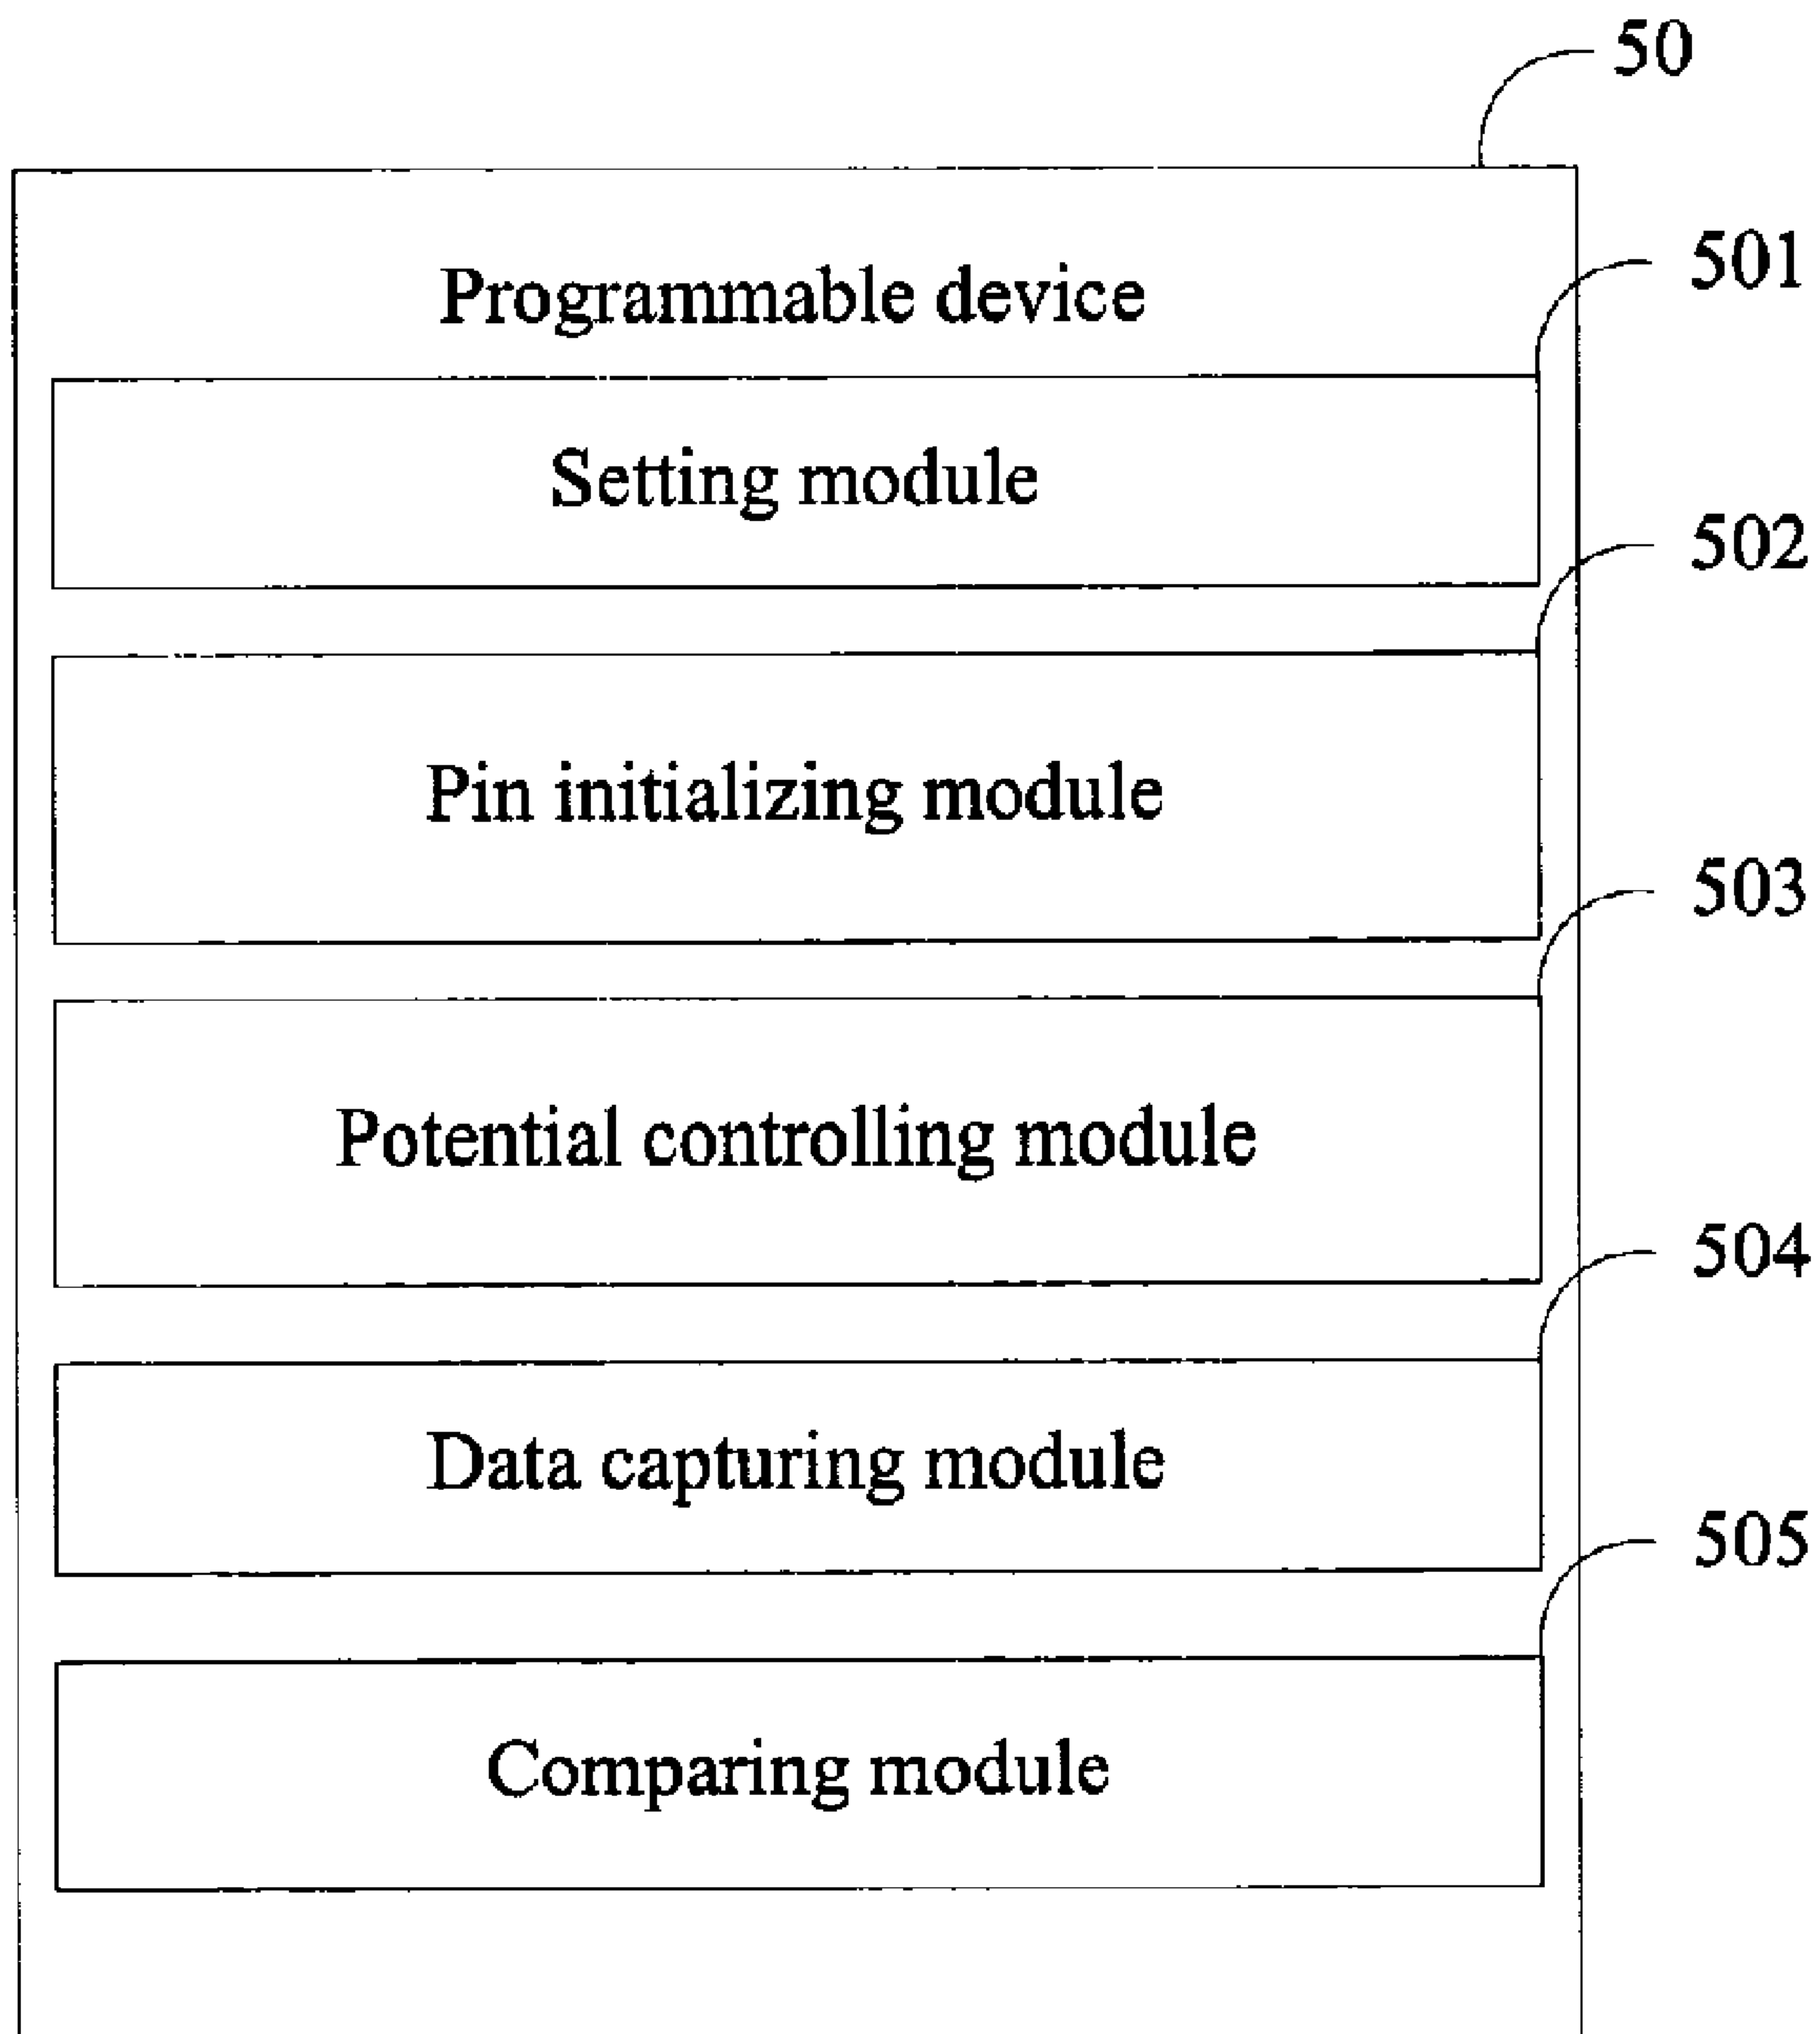 50
Programmable device
501
Setting module
502
Pin initializing module
503
Potential controlling module
504
Data capturing module
505
Comparing module